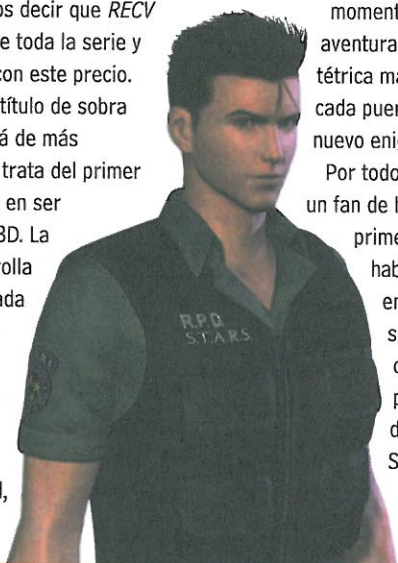 os decir que RECV
e toda la serie y
con este precio.
título de sobra
á de más
trata del primer
en ser
3D. La
rolla
ada
R.P.D.
S.T.A.R.S.
moment
aventura
tétrica ma
cada puer
nuevo eni
Por todo
un fan de
prime
hab
en
s
p
d
S